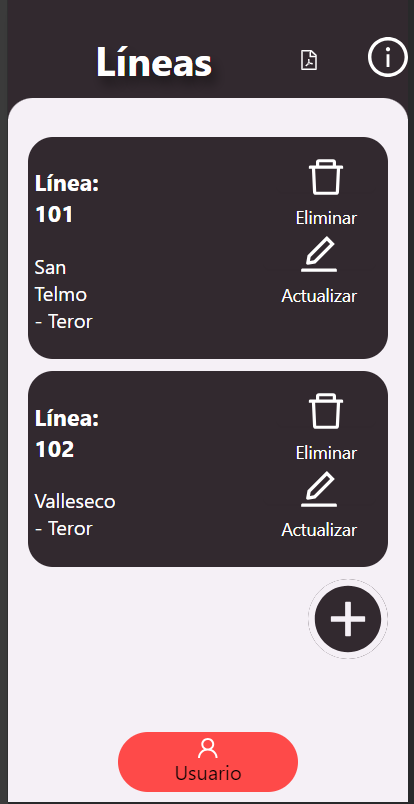 Líneas
Línea:
101
San
Telmo
- Teror
Eliminar
Actualizar
Línea:
102
Valleseco
- Teror
Eliminar
Actualizar
Usuario